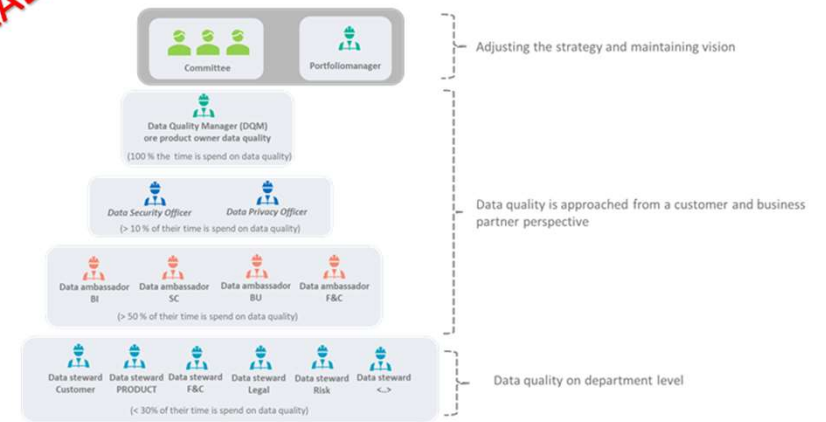 Committee
Portfoliomanager
Adjusting the strategy and maintaining vision
Data Quality Manager (DQM)
ore product owner data quality
(100 % the time is spend on data quality)
Data Security Officer
Data Privacy Officer
(> 10 % of their time is spend on data quality)
Data quality is approached from a customer and business
partner perspective
Data ambassador
BI
Data ambassador
SC
Data ambassador
BU
Data ambassador
F&C
(> 50 % of their time is spend on data quality)
Data steward
Customer
Data steward
PRODUCT
Data steward
F&C
Data steward
Legal
Data steward
Risk
Data steward
<...>
(< 30% of their time is spend on data quality)
Data quality on department level